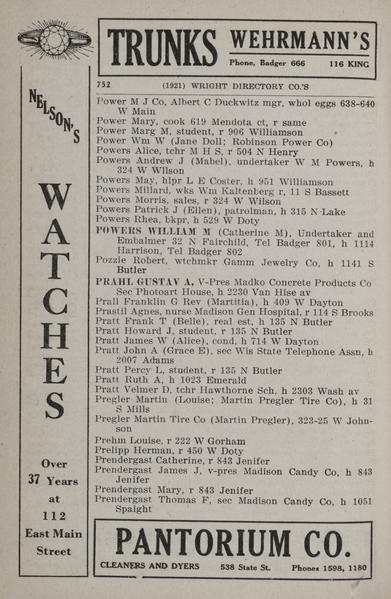 TRUNKS WEHRMANN'S
Phone, Badger 666 116 KING
752 (1921) WRIGHT DIRECTORY CO.'S
NELSON'S
WATCHES
Over
37 Years
at
112
East Main
Street
Power M J Co, Albert C Duckwitz mgr, whol eggs 638-640
W Main
Power Mary, cook 619 Mendota ct, r same
Power Marg M, student, r 906 Williamson
Power Wm W (Jane Doll; Robinson Power Co)
Powers Alice, tchr M H S, r 504 N Henry
Powers Andrew J (Mabel), undertaker W M Powers, h
324 W Wilson
Powers May, hlpr L E Coster, h 951 Williamson
Powers Millard, wks Wm Kaltenberg r, 11 S Bassett
Powers Morris, sales, r 324 W Wilson
Powers Patrick J (Ellen), patrolman, h 315 N Lake
Powers Rhea, bkpr, h 529 W Doty
POWERS WILLIAM M (Catherine M), Undertaker and
Embalmer 32 N Fairchild, Tel Badger 801, h 1114
Harrison, Tel Badger 802
Pozzie Robert, wtchmkr Gamm Jewelry Co, h 1141 S
Butler
PRAHL GUSTAV A, V-Pres Madko Concrete Products Co
Sec Photoart House, h 2230 Van Hise av
Prall Franklin G Rev (Martitia), h 409 W Dayton
Prastil Agnes, nurse Madison Gen Hospital, r 114 S Brooks
Pratt Frank T (Belle), real est, h 135 N Butler
Pratt Howard J, student, r 135 N Butler
Pratt James W (Alice), cond, h 714 W Dayton
Pratt John A (Grace E), sec Wis State Telephone Assn, h
2007 Adams
Pratt Percy L, student, r 135 N Butler
Pratt Ruth A, h 1023 Emerald
Pratt Velmer D, tchr Hawthorne Sch, h 2303 Wash av
Pregler Martin (Louise; Martin Pregler Tire Co), h 31
S Mills
Pregler Martin Tire Co (Martin Pregler), 323-25 W John-
son
Prehm Louise, r 222 W Gorham
Prelipp Herman, r 450 W Doty
Prendergast Catherine, r 843 Jenifer
Prendergast James J, v-pres Madison Candy Co, h 843
Jenifer
Prendergast Mary, r 843 Jenifer
Prendergast Thomas F, sec Madison Candy Co, h 1051
Spaight
PANTORIUM CO.
CLEANERS AND DYERS 538 State St. Phones 1598, 1180